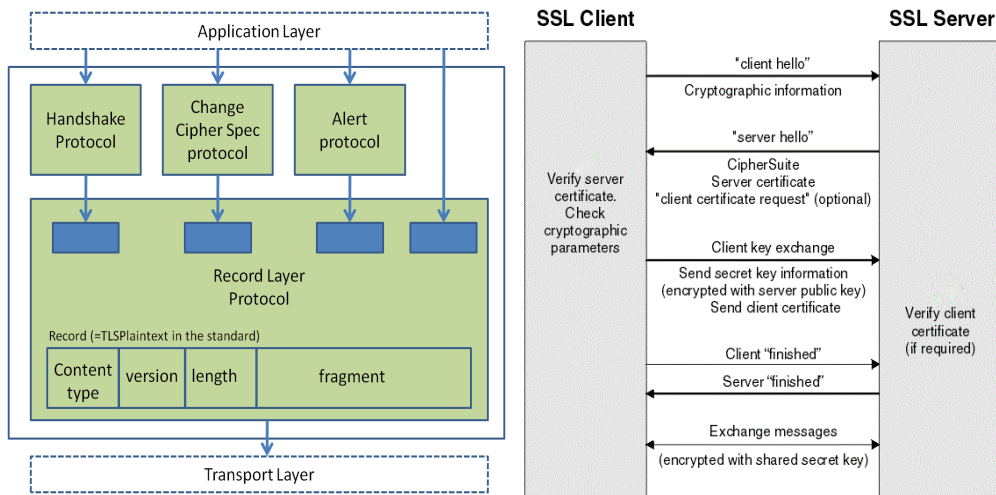 Application Layer
Handshake
Protocol
Change
Cipher Spec
protocol
Alert
protocol
Record Layer
Protocol
Record (=TLSPlaintext in the standard)
Content
type
version
length
fragment
Transport Layer
SSL Client
SSL Server
"client hello"
Cryptographic information
"server hello"
CipherSuite
Server certificate
"client certificate request" (optional)
Verify server
certificate.
Check
cryptographic
parameters
Client key exchange
Send secret key information
(encrypted with server public key)
Send client certificate
Verify client
certificate
(if required)
Client “finished”
Server “finished”
Exchange messages
(encrypted with shared secret key)